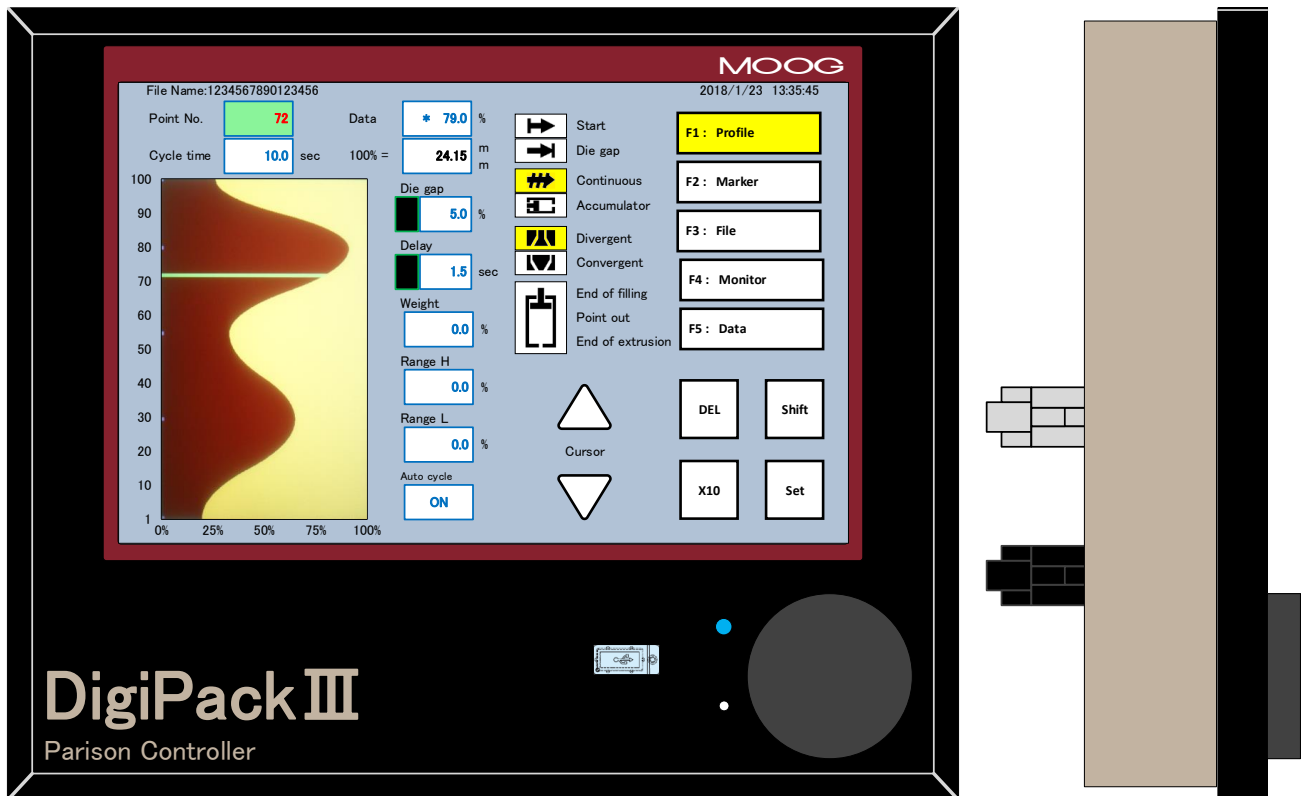 MOOG
File Name:1234567890123456 2018/1/23 13:35:45
Point No. 72 Data * 79.0 %
Cycle time 10.0 sec 100% = 24.15 m
m
Start
Die gap
Continuous
Accumulator
Divergent
Convergent
End of filling
Point out
End of extrusion
F1 : Profile
F2 : Marker
F3 : File
F4 : Monitor
F5 : Data
100
90
80
70
60
50
40
30
20
10
1
0% 25% 50% 75% 100%
Die gap
5.0 %
Delay
1.5 sec
Weight
0.0 %
Range H
0.0 %
Range L
0.0 %
Auto cycle
ON
Cursor
DEL Shift
X10 Set
DigiPackⅢ
Parison Controller